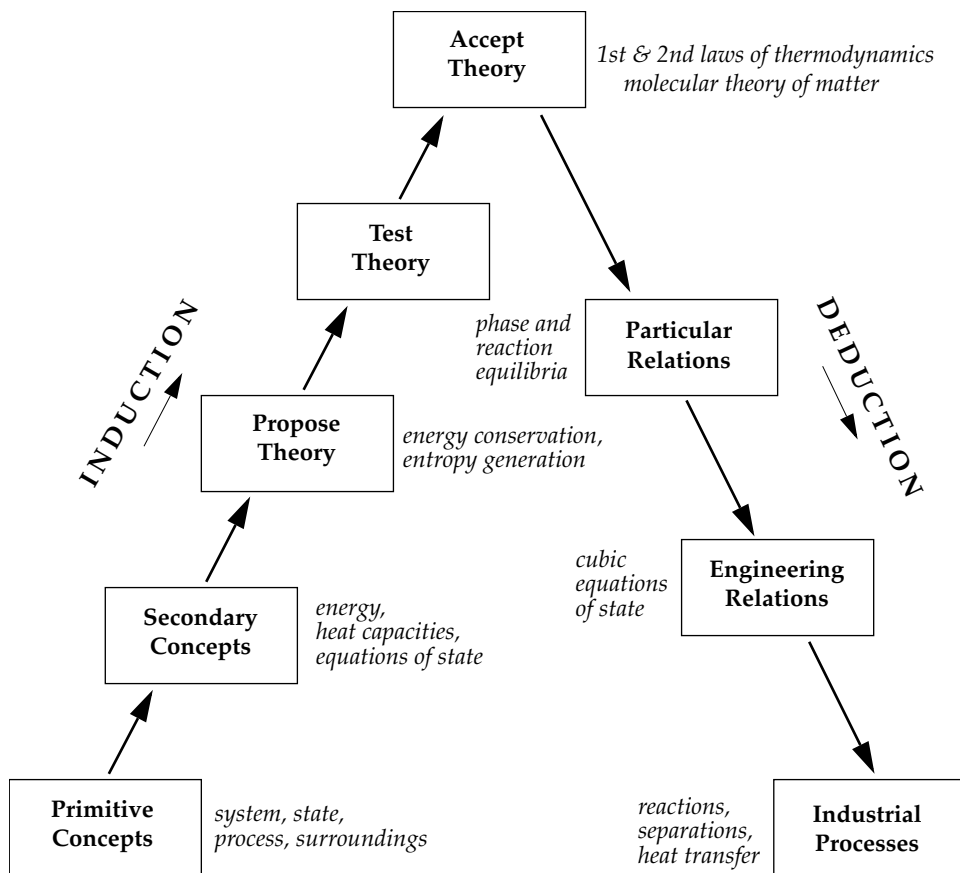 Accept
Theory
1st & 2nd laws of thermodynamics
molecular theory of matter
Test
Theory
INDUCTION
phase and
reaction
equilibria
Particular
Relations
DEDUCTION
Propose
Theory
energy conservation,
entropy generation
cubic
equations
of state
Engineering
Relations
Secondary
Concepts
energy,
heat capacities,
equations of state
Primitive
Concepts
system, state,
process, surroundings
reactions,
separations,
heat transfer
Industrial
Processes